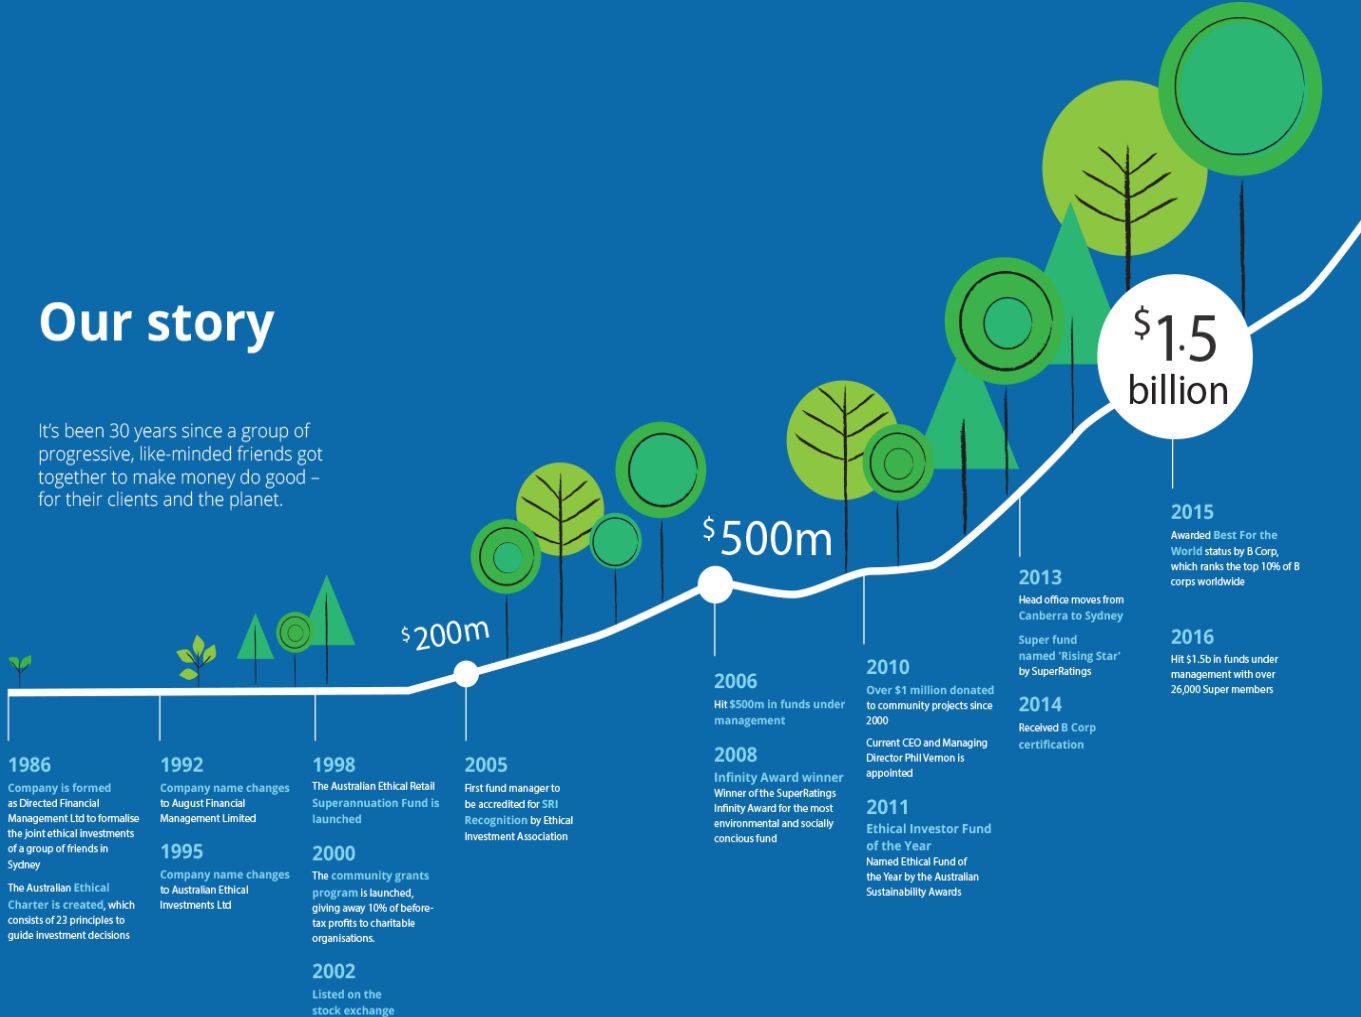 Our story
It's been 30 years since a group of
progressive, like-minded friends got
together to make money do good –
for their clients and the planet.
$200m
$500m
$1.5
billion
1986
Company is formed
as Directed Financial
Management Ltd to formalise
the joint ethical investments
of a group of friends in
Sydney
The Australian Ethical
Charter is created, which
consists of 23 principles to
guide investment decisions
1992
Company name changes
to August Financial
Management Limited
1995
Company name changes
to Australian Ethical
Investments Ltd
1998
The Australian Ethical Retail
Superannuation Fund is
launched
2000
The community grants
program is launched,
giving away 10% of before-
tax profits to charitable
organisations.
2002
Listed on the
stock exchange
2005
First fund manager to
be accredited for SRI
Recognition by Ethical
Investment Association
2006
Hit $500m in funds under
management
2008
Infinity Award winner
Winner of the SuperRatings
Infinity Award for the most
environmental and socially
concious fund
2010
Over $1 million donated
to community projects since
2000
Current CEO and Managing
Director Phil Vernon is
appointed
2011
Ethical Investor Fund
of the Year
Named Ethical Fund of
the Year by the Australian
Sustainability Awards
2013
Head office moves from
Canberra to Sydney
Super fund
named 'Rising Star'
by SuperRatings
2014
Received B Corp
certification
2015
Awarded Best For the
World status by B Corp,
which ranks the top 10% of B
corps worldwide
2016
Hit $1.5b in funds under
management with over
26,000 Super members